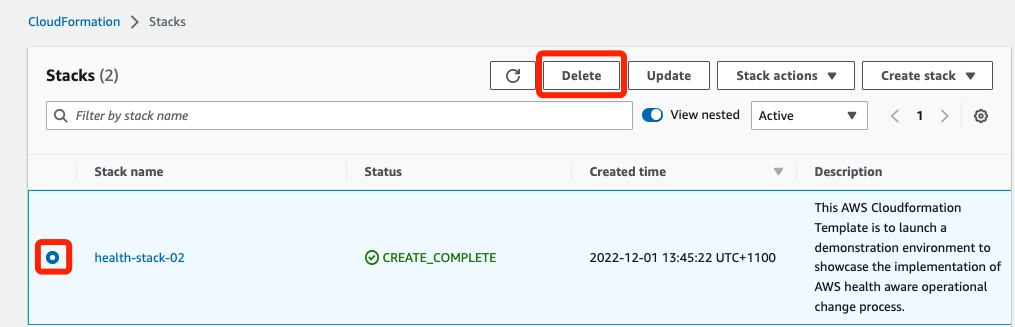 CloudFormation > Stacks
Stacks (2) Delete Update Stack actions Create stack
Filter by stack name View nested Active 1
Stack name Status Created time Description
This AWS Cloudformation
Template is to launch a
demonstration environment to
health-stack-02 CREATE_COMPLETE 2022-12-01 13:45:22 UTC+1100 showcase the implementation of
AWS health aware operational
change process.